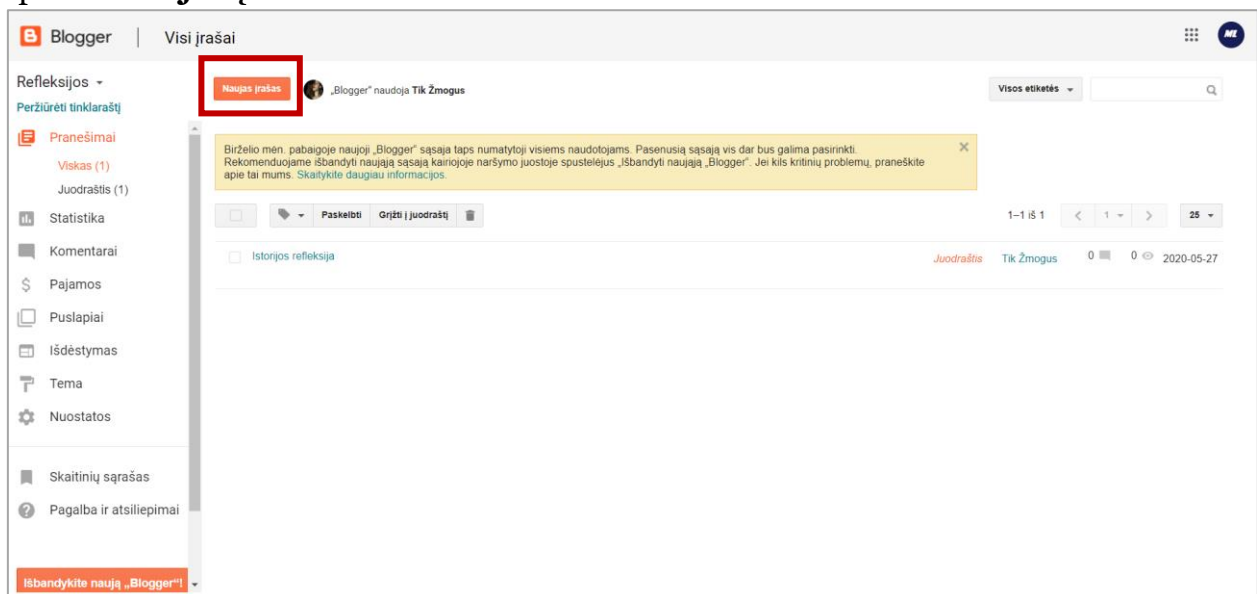 Blogger | Visi įrašai
Refleksijos
Peržiūrėti tinklaraštį
Naujas įrašas
„Blogger" naudoja Tik Žmogus
Visos etiketės
Pranešimai
Viskas (1)
Juodraštis (1)
Statistika
Komentarai
Pajamos
Puslapiai
Išdėstymas
Tema
Nuostatos
Skaitinių sąrašas
Pagalba ir atsiliepimai
Išbandykite naują „Blogger"!
Birželio mėn. pabaigoje naujoji „Blogger" sąsaja taps numatytoji visiems naudotojams. Pasenusią sąsają vis dar bus galima pasirinkti.
Rekomenduojame išbandyti naująją sąsają kairiojoje naršymo juostoje spustelėjus „Išbandyti naująją „Blogger". Jei kils kritinių problemų, praneškite
apie tai mums. Skaitykite daugiau informacijos.
Paskelbti Grįžti į juodraštį
1–1 iš 1
1
25
Istorijos refleksija
Juodraštis Tik Žmogus 0 0 2020-05-27